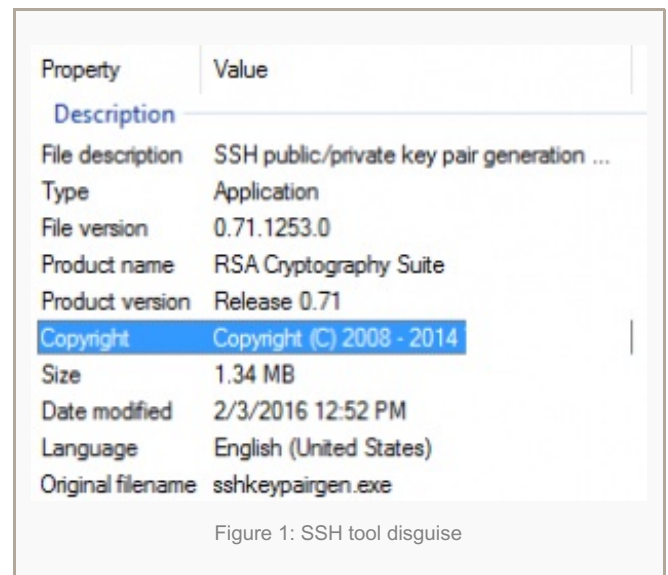 Property Value
Description
File description SSH public/private key pair generation ...
Type Application
File version 0.71.1253.0
Product name RSA Cryptography Suite
Product version Release 0.71
Copyright Copyright (C) 2008 - 2014
Size 1.34 MB
Date modified 2/3/2016 12:52 PM
Language English (United States)
Original filename sshkeypairgen.exe
Figure 1: SSH tool disguise